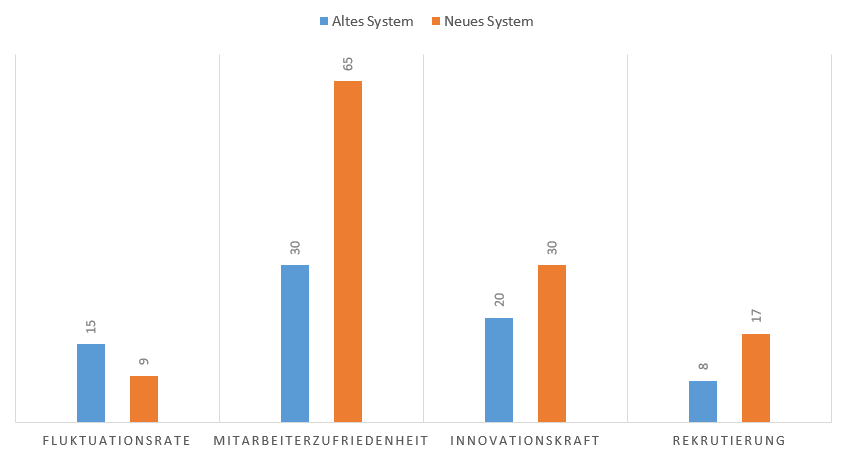 Altes System
Neues System
15
9
30
65
20
30
8
17
FLUKTUATIONSRATE
MITARBEITERZUFRIEDENHEIT
INNOVATIONSKRAFT
REKRUTIERUNG